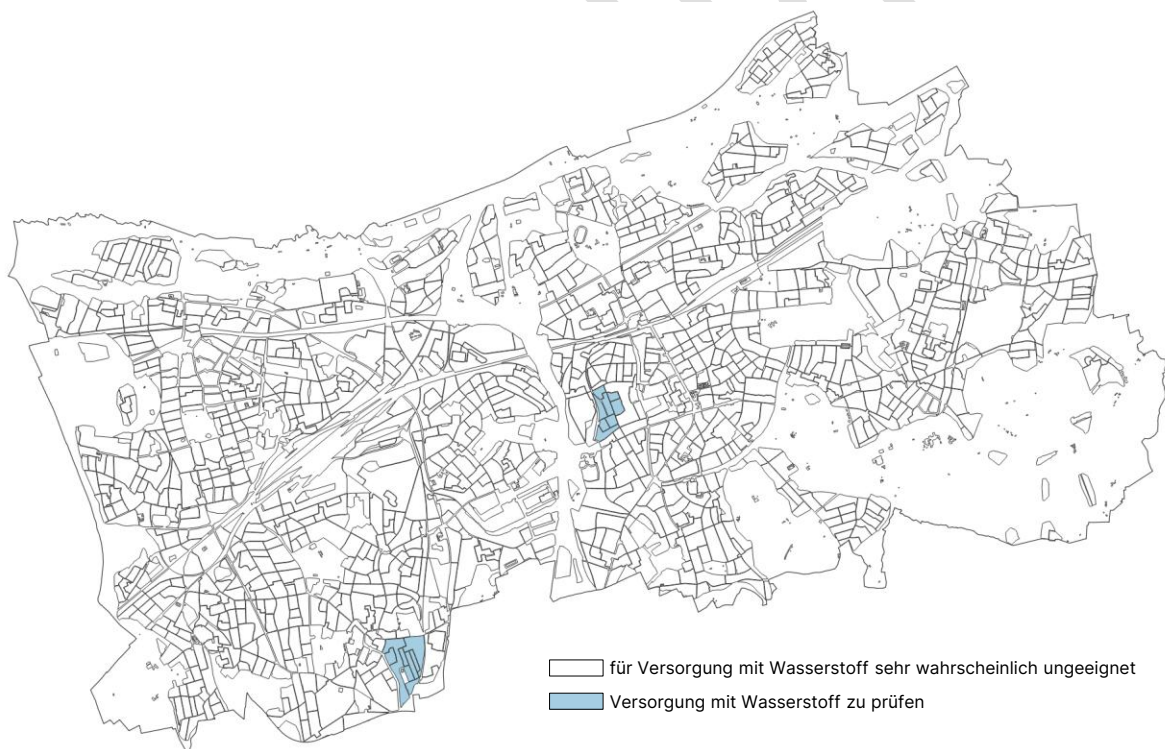 für Versorgung mit Wasserstoff sehr wahrscheinlich ungeeignet
Versorgung mit Wasserstoff zu prüfen